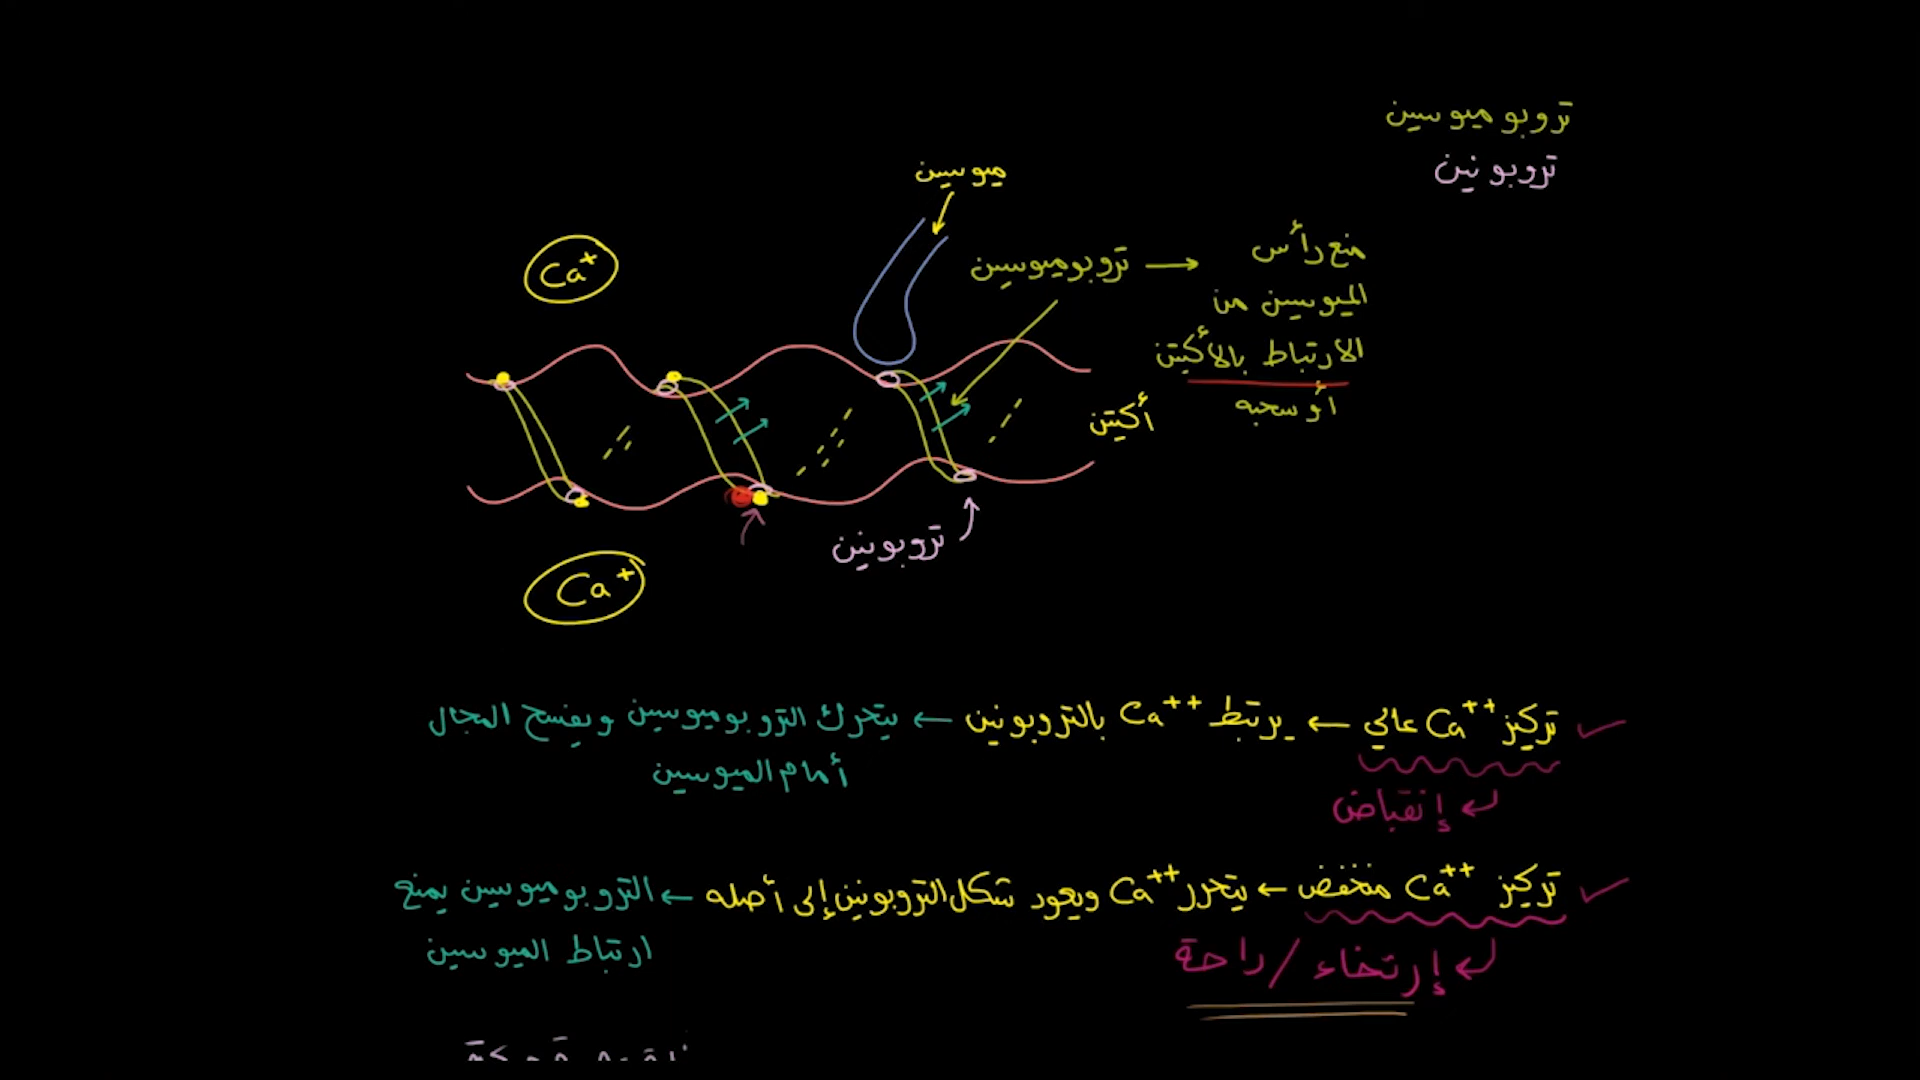 تروبوميوسين
تروبونين
ميوسين
Ca+
تروبوميوسين →
منع رأس
الميوسين من
الارتباط بالأكتين
أو سحبه
أكتين
تروبونين
Ca+
تركيز Ca++ عالي ← يرتبط Ca++ بالتروبونين ← يتحرك التروبوميوسين ويفسح المجال
أمام الميوسين
إنقباض
تركيز Ca++ منخفض ← يتحرر Ca++ ويعود شكل التروبونين إلى أصله ← التروبوميوسين يمنع
ارتباط الميوسين
إرتخاء / راحة